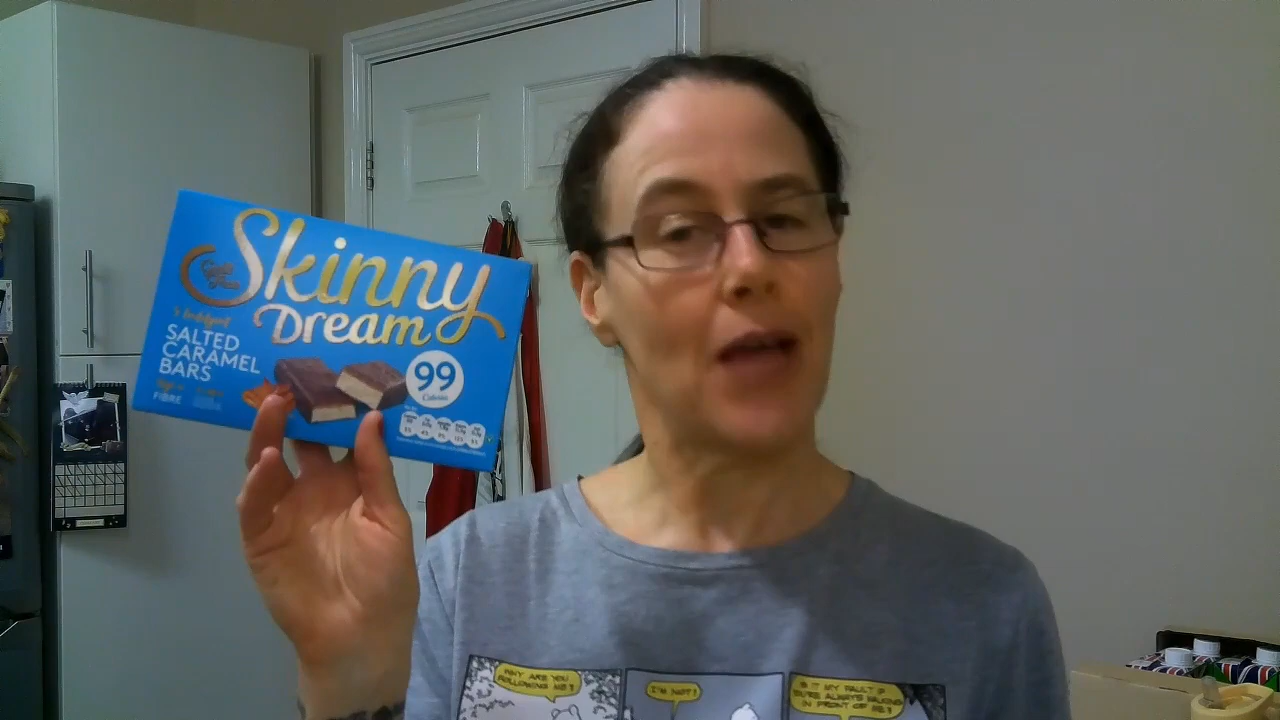 Skinny
Dream
SALTED
CARAMEL
BARS
99
Calories
FIBRE
WHY ARE YOU
FOLLOWING ME?
I'M NOT!
IS IT MY FAULT IF
YOU'RE ALWAYS WALKING
IN FRONT OF ME?